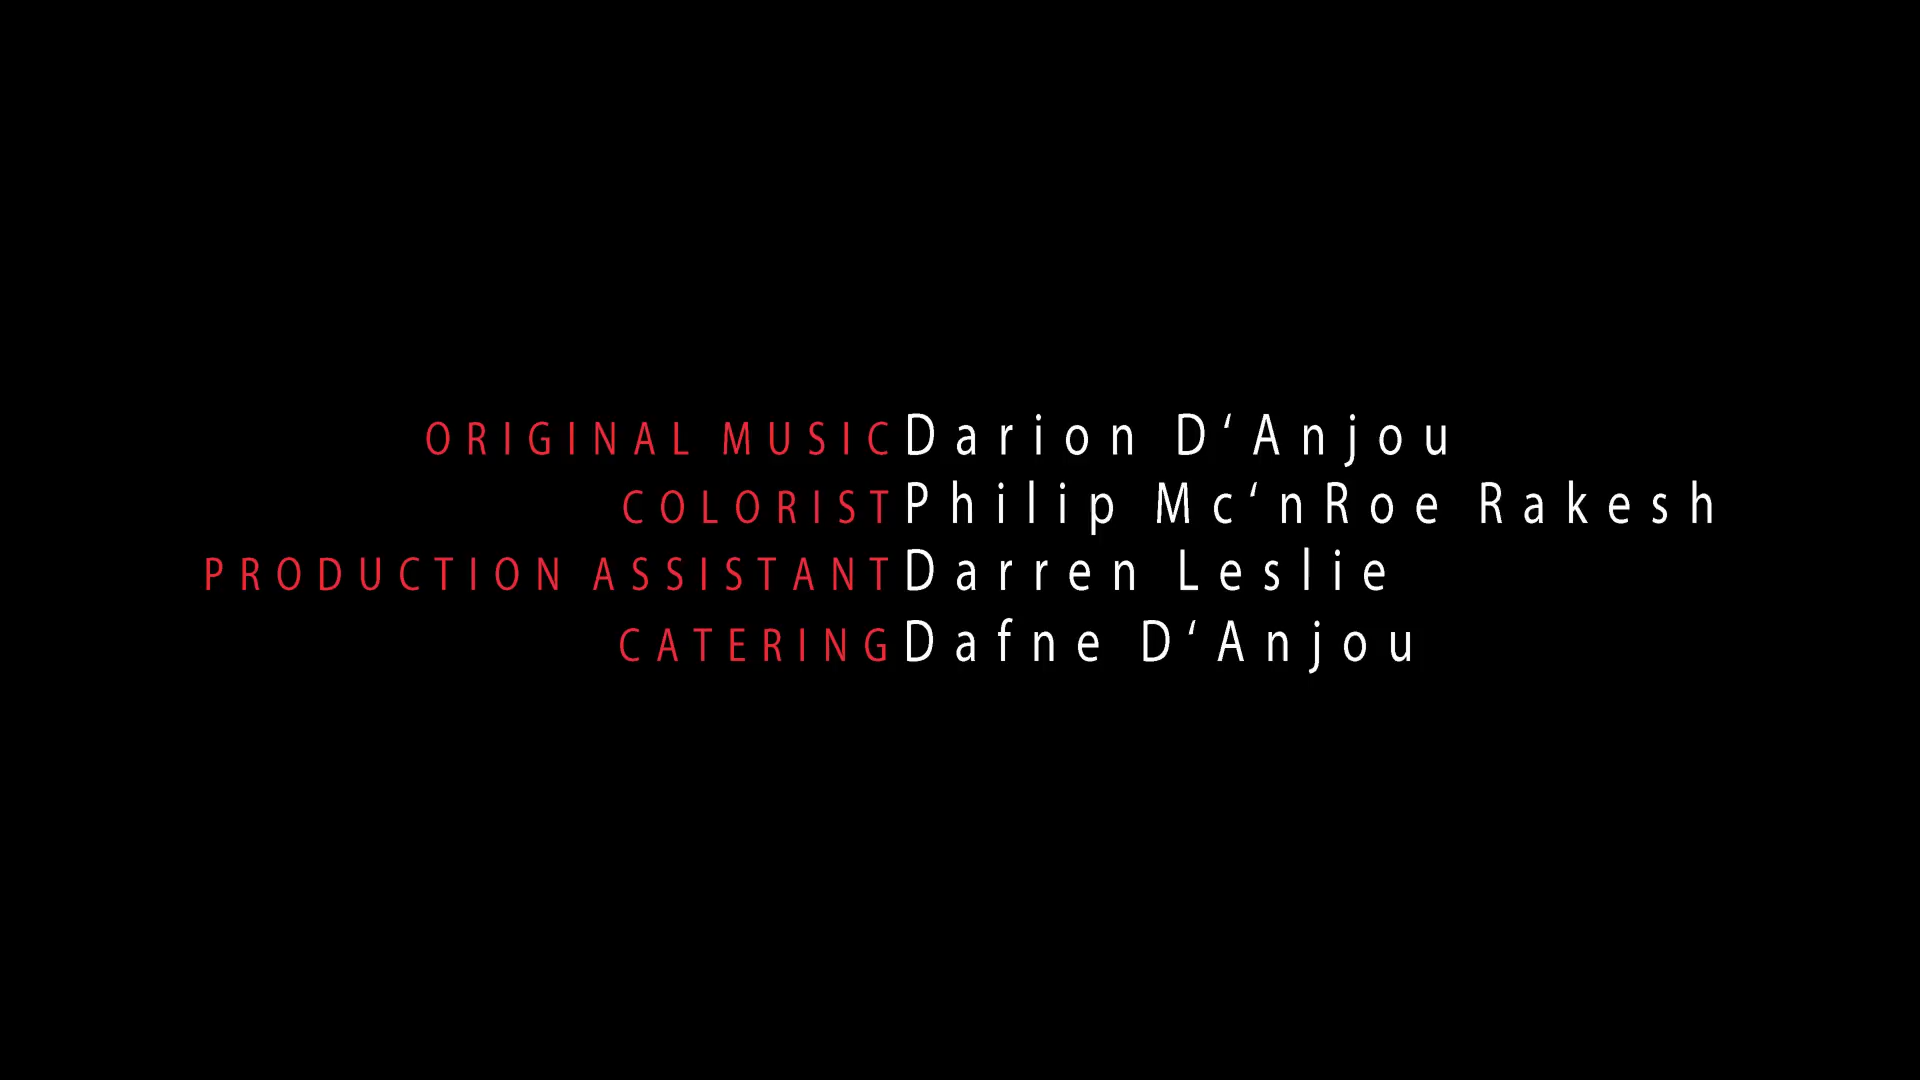 ORIGINAL MUSIC Darion D‘Anjou
COLORIST Philip Mc‘nRoe Rakesh
PRODUCTION ASSISTANT Darren Leslie
CATERING Dafne D‘Anjou